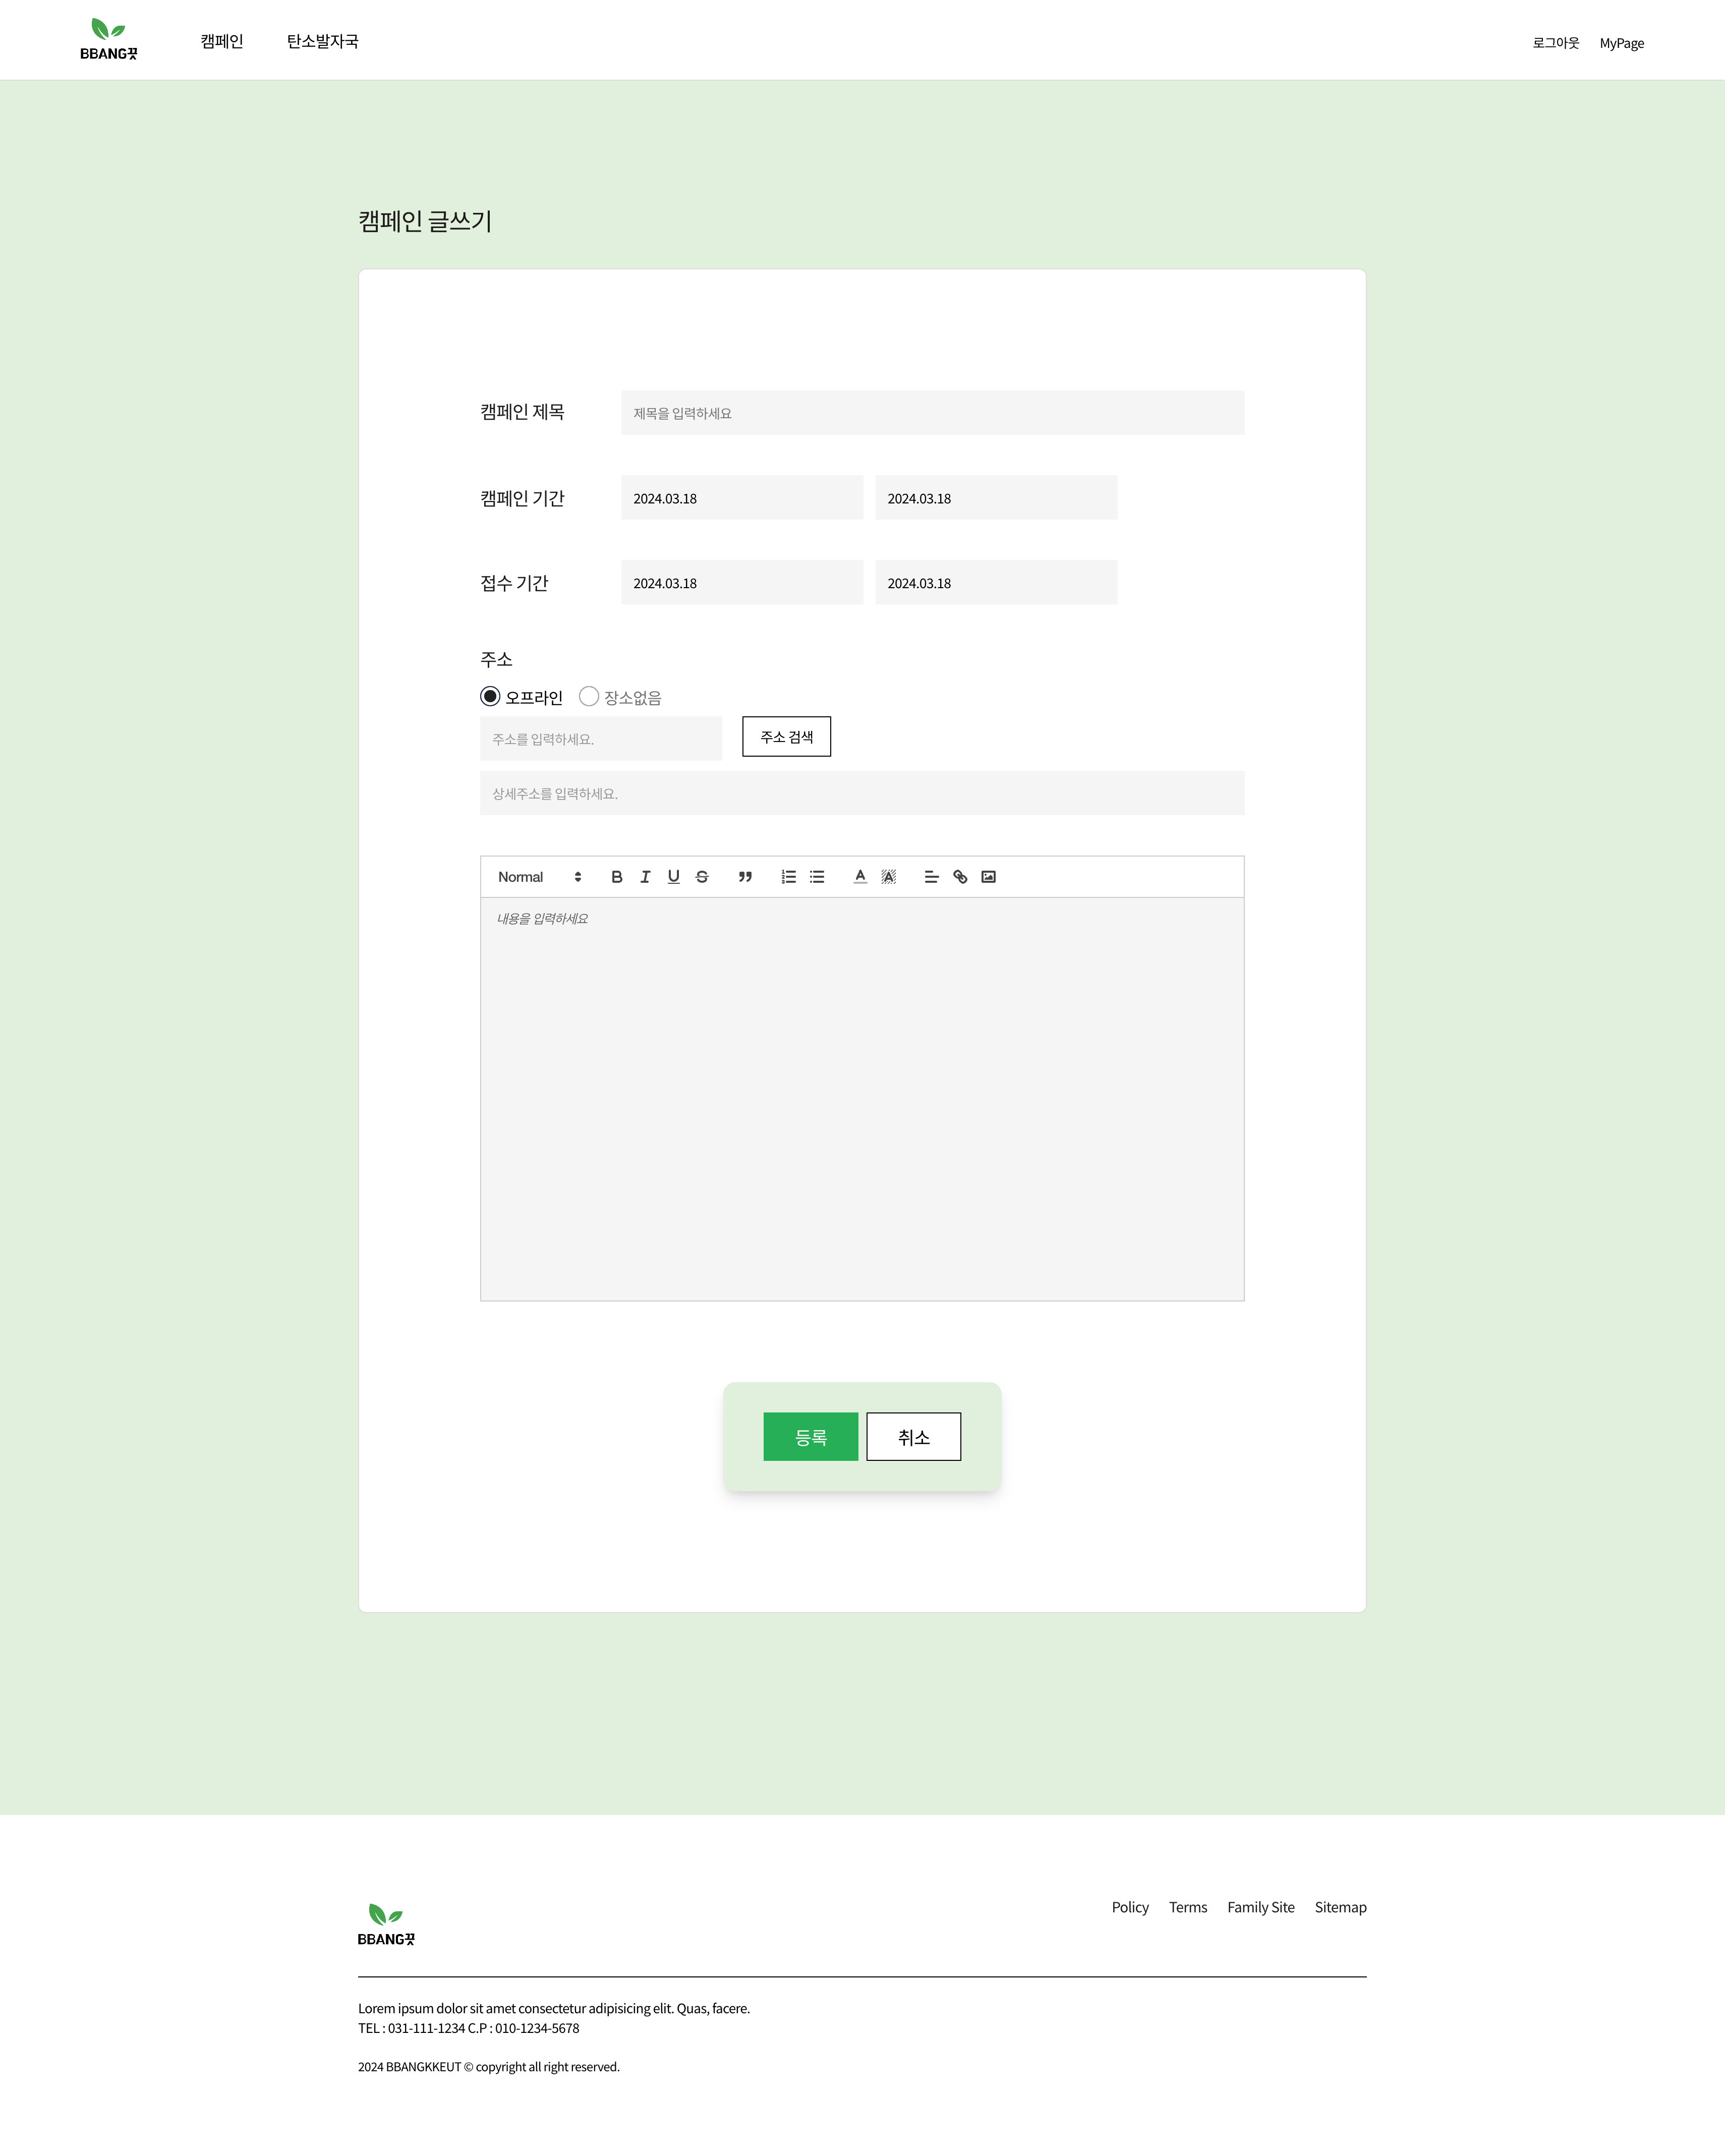 BBANG끗
캠페인 탄소발자국 로그아웃 MyPage
캠페인 글쓰기
캠페인 제목 제목을 입력하세요
캠페인 기간 2024.03.18 2024.03.18
접수 기간 2024.03.18 2024.03.18
주소
오프라인 장소없음
주소를 입력하세요. 주소 검색
상세주소를 입력하세요.
Normal
내용을 입력하세요
등록 취소
Policy Terms Family Site Sitemap
BBANG끗
Lorem ipsum dolor sit amet consectetur adipisicing elit. Quas, facere.
TEL : 031-111-1234 C.P : 010-1234-5678
2024 BBANGKKEUT © copyright all right reserved.